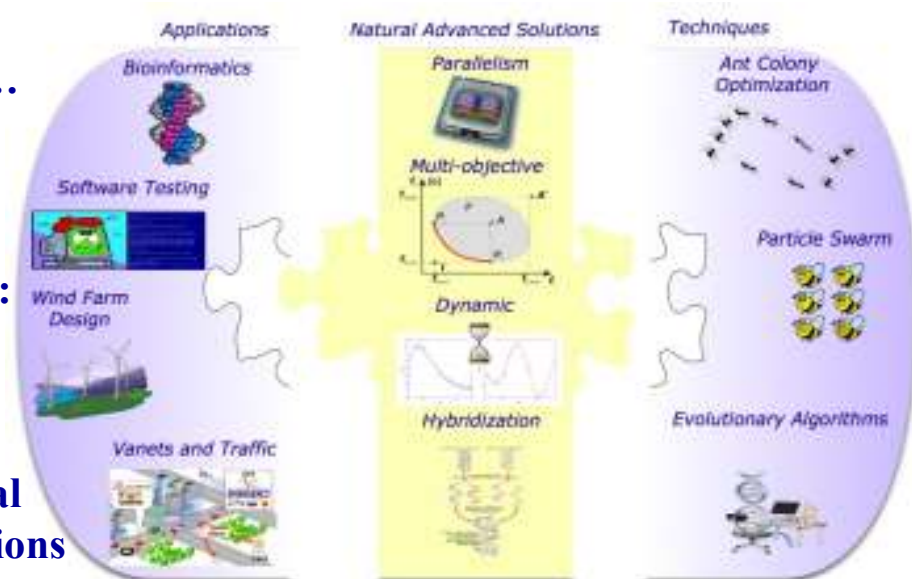 Applications
Natural Advanced Solutions
Techniques
Bioinformatics
Parallelism
Ant Colony
Optimization
..
Multi-objective
Software Testing
Particle Swarm
:
Wind Farm
Design
Dynamic
Hybridization
Evolutionary Algorithms
Vanets and Traffic
al
ions